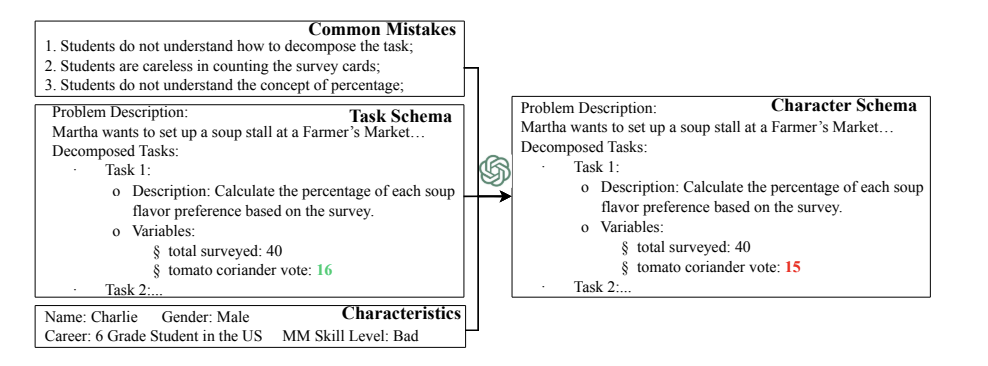 Common Mistakes
1. Students do not understand how to decompose the task;
2. Students are careless in counting the survey cards;
3. Students do not understand the concept of percentage;
Problem Description:
Task Schema
Martha wants to set up a soup stall at a Farmer's Market…
Decomposed Tasks:
· Task 1:
o Description: Calculate the percentage of each soup
flavor preference based on the survey.
o Variables:
§ total surveyed: 40
§ tomato coriander vote: 16
· Task 2:...
Characteristics
Name: Charlie Gender: Male
Career: 6 Grade Student in the US MM Skill Level: Bad
Problem Description:
Character Schema
Martha wants to set up a soup stall at a Farmer's Market…
Decomposed Tasks:
· Task 1:
o Description: Calculate the percentage of each soup
flavor preference based on the survey.
o Variables:
§ total surveyed: 40
§ tomato coriander vote: 15
· Task 2:...